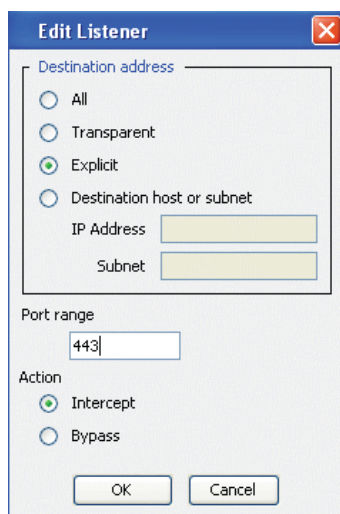 Edit Listener
Destination address
All
Transparent
Explicit
Destination host or subnet
IP Address
Subnet
Port range
443
Action
Intercept
Bypass
OK Cancel